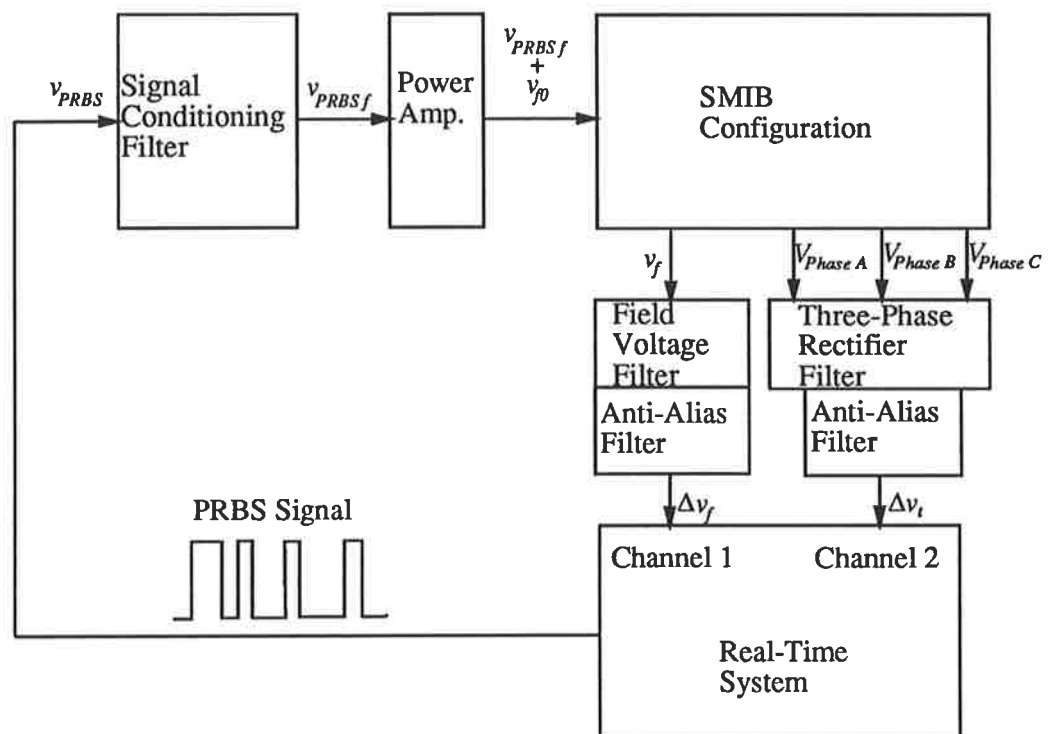 v_PRBS
Signal
Conditioning
Filter
v_PRBS f
Power
Amp.
v_PRBS f
+
v_f0
SMIB
Configuration
v_f
V_Phase A
V_Phase B
V_Phase C
Field
Voltage
Filter
Three-Phase
Rectifier
Filter
Anti-Alias
Filter
Anti-Alias
Filter
Δv_f
Δv_t
PRBS Signal
Channel 1
Channel 2
Real-Time
System